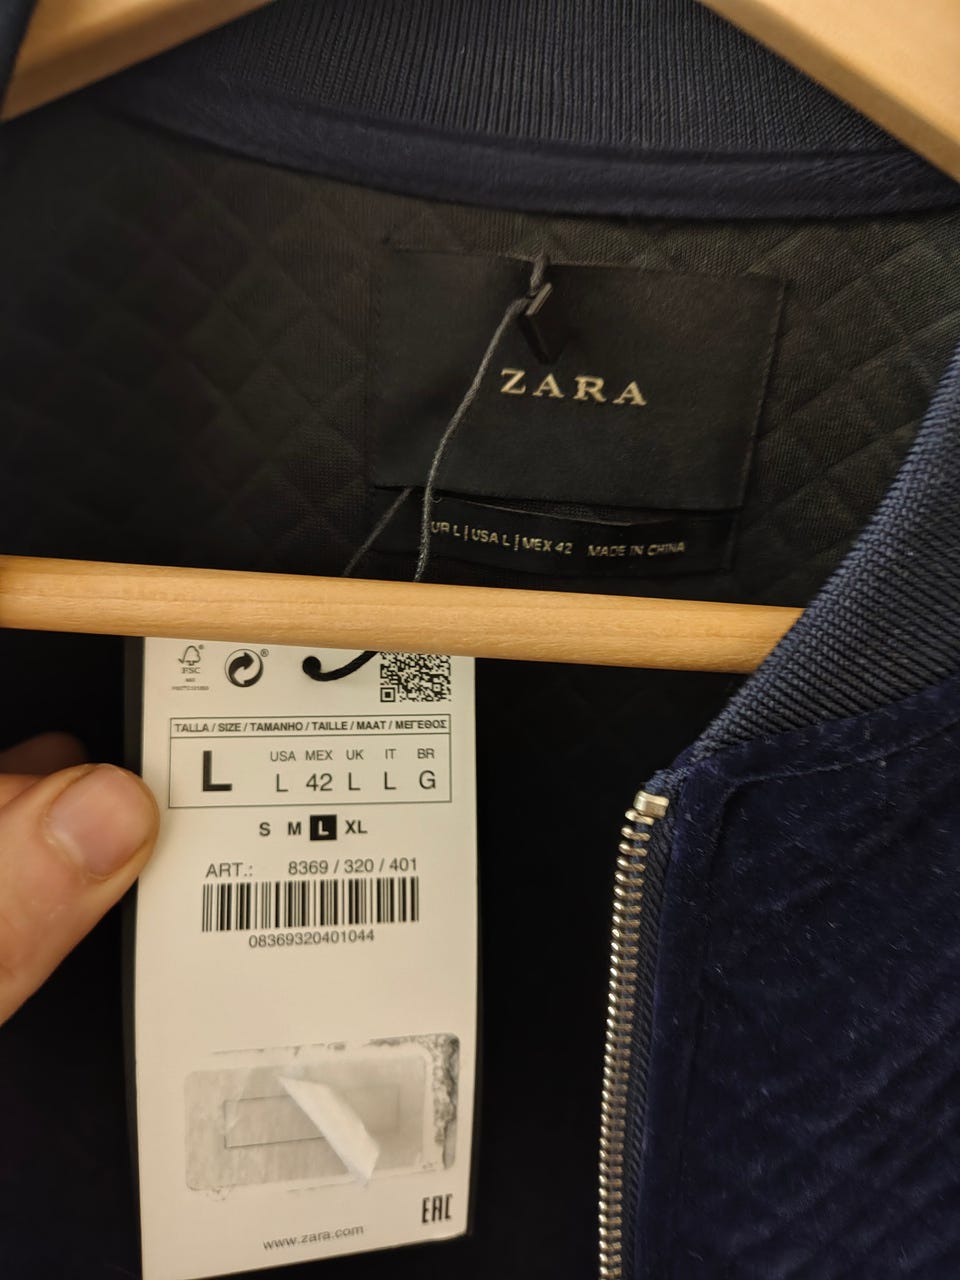 ZARA
UR L | USA L | MEX 42 MADE IN CHINA
FSC
TALLA / SIZE / TAMANHO / TAILLE / MAAT / ΜΕΓΕΘΟΣ
L
USA MEX UK IT BR
L 42 L L G
S M L XL
ART.: 8369 / 320 / 401
08369320401044
EAC
www.zara.com